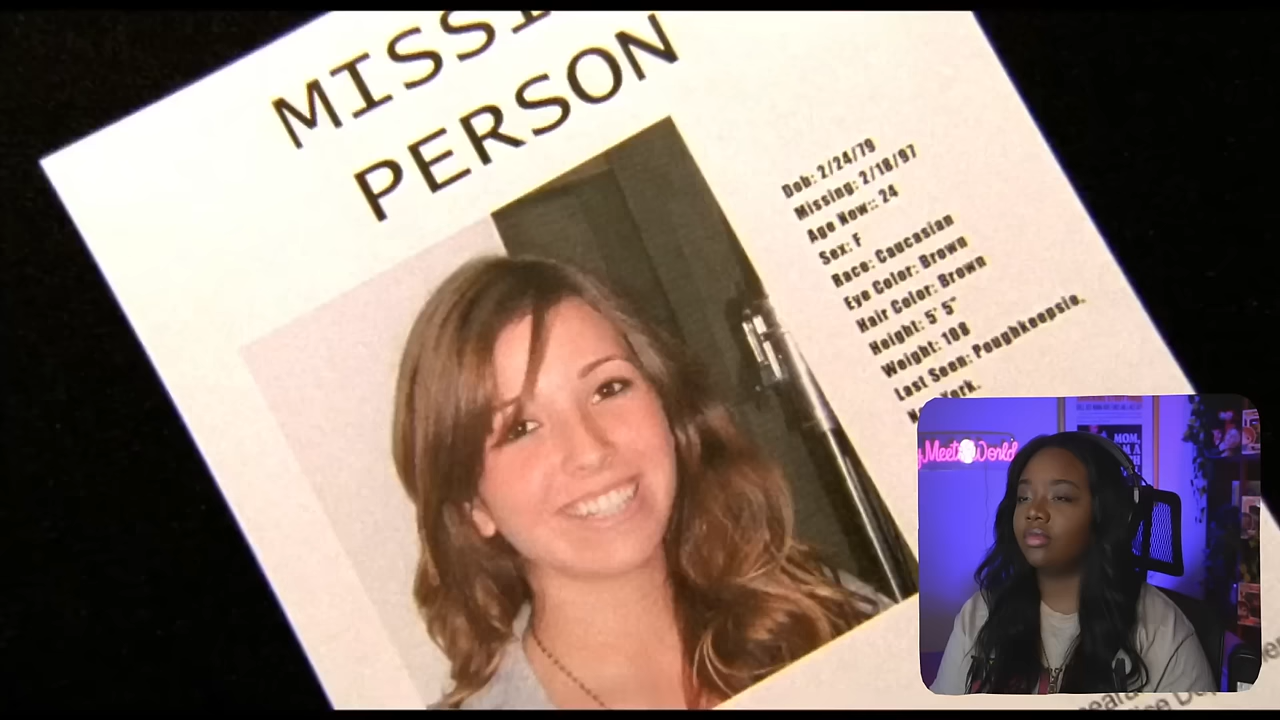 MISSI
PERSON
Dob: 2/24/79
Missing: 2/18/97
Age Now:: 24
Sex: F
Race: Caucasian
Eye Color: Brown
Hair Color: Brown
Height: 5' 5"
Weight: 108
Last Seen: Poughkeepsie,
York.
Meets World
MOM,